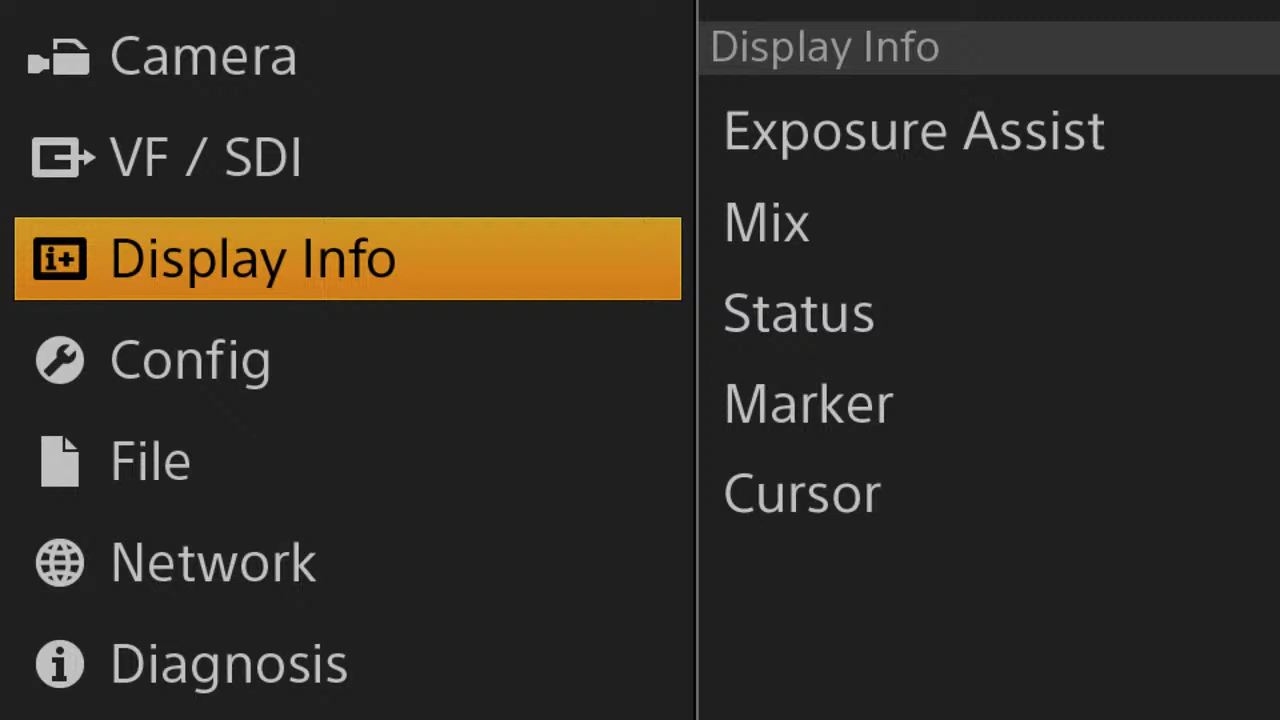 Camera
VF / SDI
Display Info
Config
File
Network
Diagnosis
Display Info
Exposure Assist
Mix
Status
Marker
Cursor